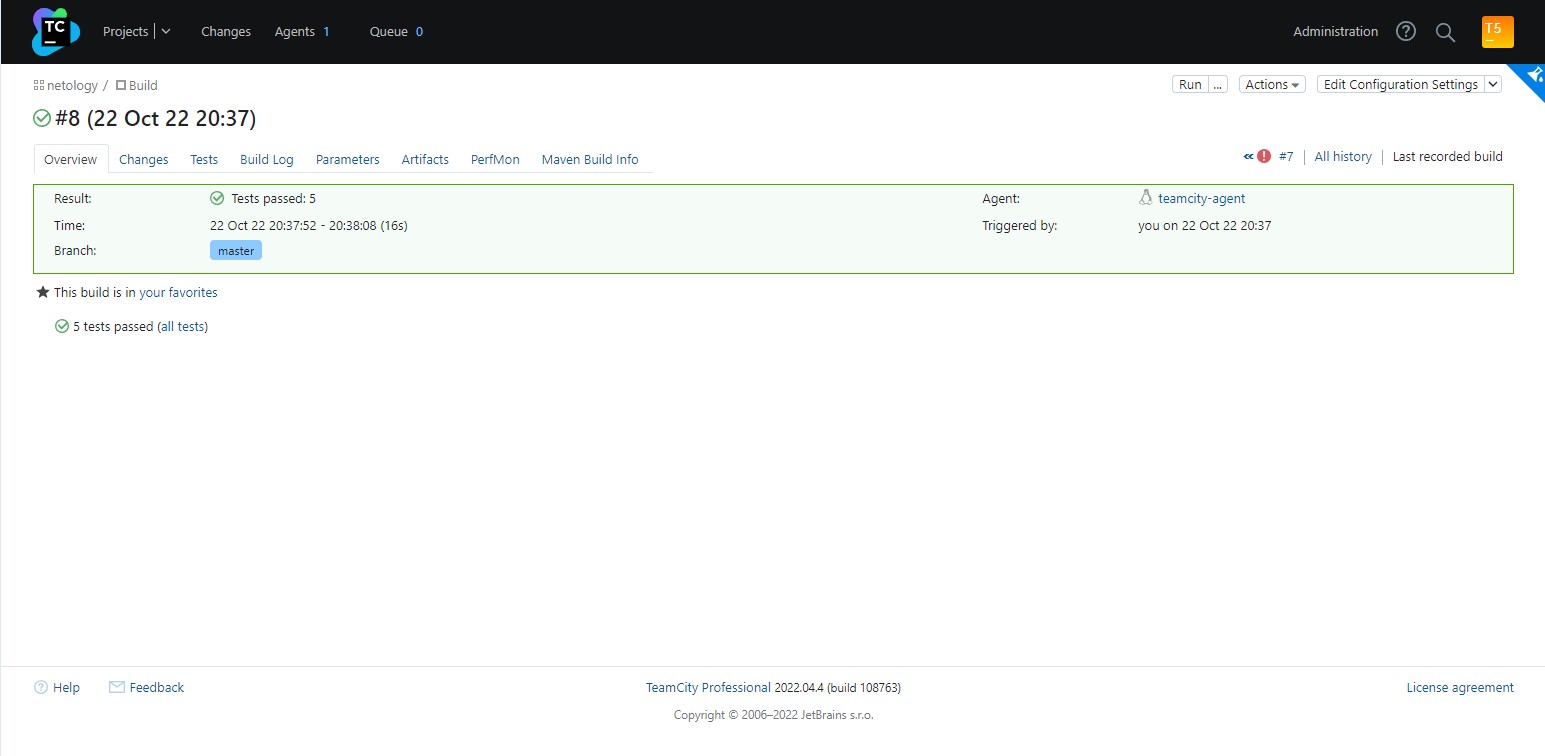 TC Projects Changes Agents 1 Queue 0 Administration ? T5
netology / Build Run ... Actions Edit Configuration Settings
#8 (22 Oct 22 20:37)
Overview Changes Tests Build Log Parameters Artifacts PerfMon Maven Build Info « ! #7 | All history | Last recorded build
Result: Tests passed: 5 Agent: teamcity-agent
Time: 22 Oct 22 20:37:52 - 20:38:08 (16s) Triggered by: you on 22 Oct 22 20:37
Branch: master
This build is in your favorites
5 tests passed (all tests)
? Help Feedback TeamCity Professional 2022.04.4 (build 108763) License agreement
Copyright © 2006–2022 JetBrains s.r.o.